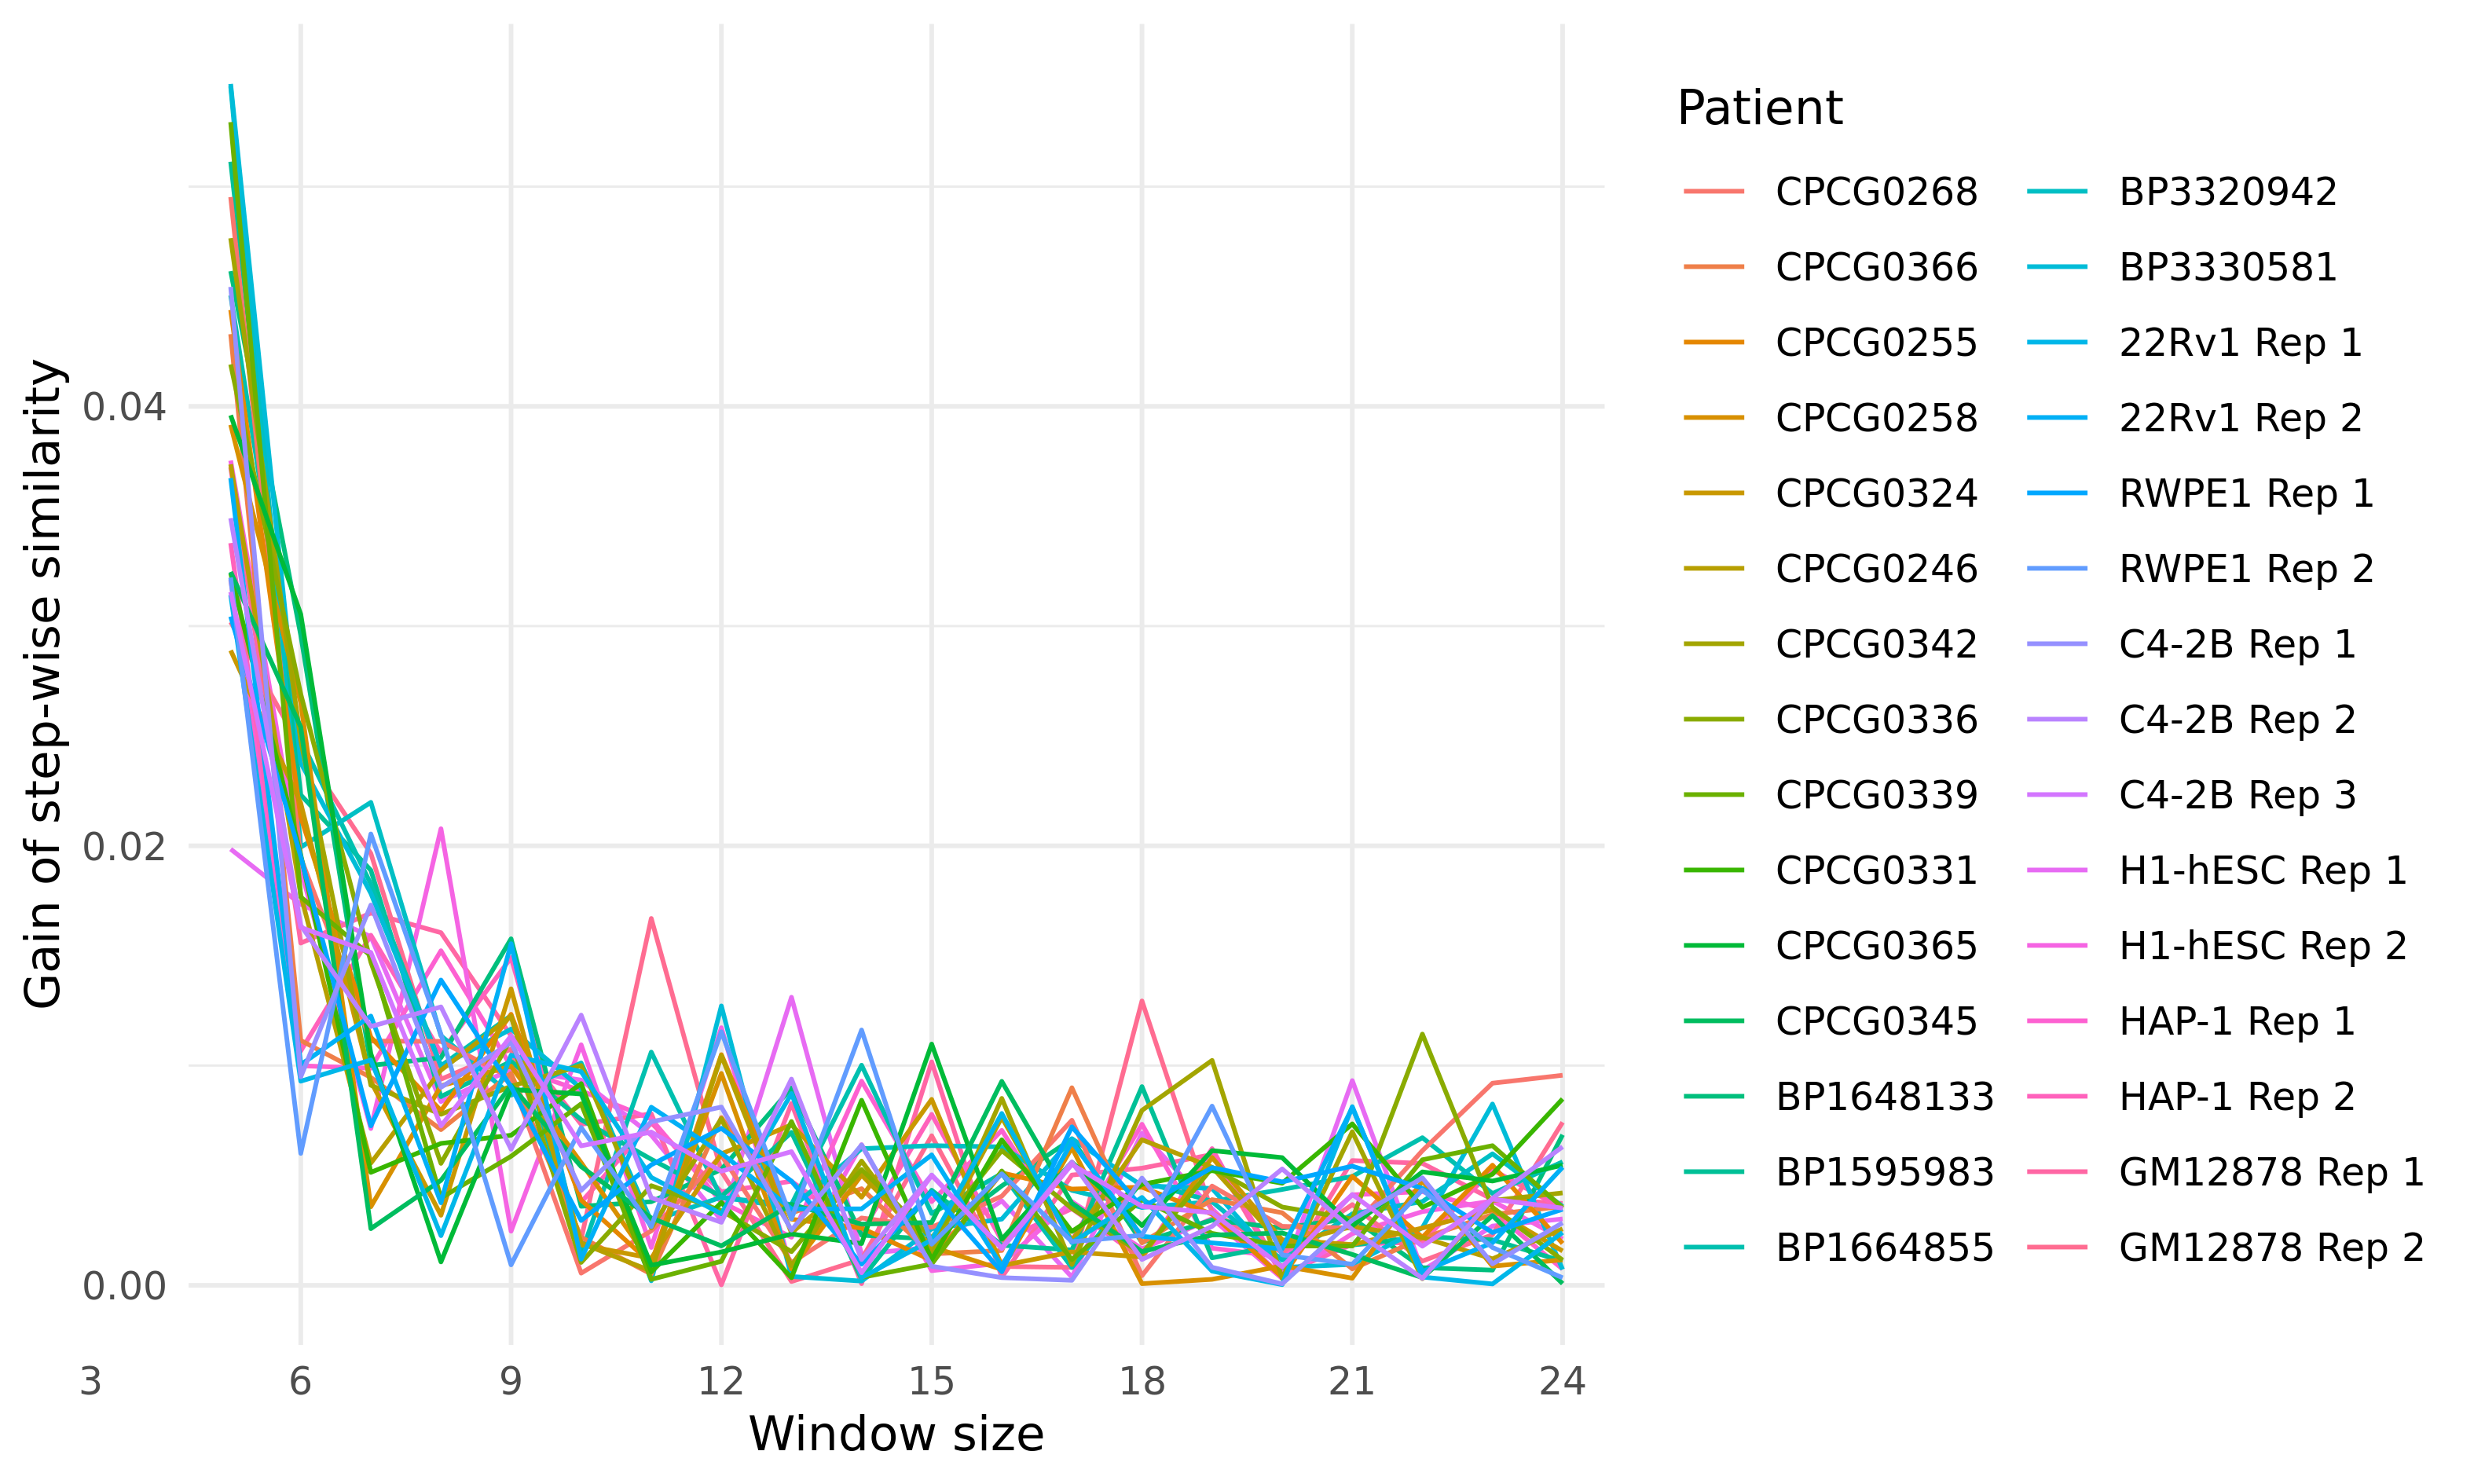 Gain of step-wise similarity
0.04
0.02
0.00
3
6
9
12
15
18
21
24
Window size
Patient
CPCG0268
CPCG0366
CPCG0255
CPCG0258
CPCG0324
CPCG0246
CPCG0342
CPCG0336
CPCG0339
CPCG0331
CPCG0365
CPCG0345
BP1648133
BP1595983
BP1664855
BP3320942
BP3330581
22Rv1 Rep 1
22Rv1 Rep 2
RWPE1 Rep 1
RWPE1 Rep 2
C4-2B Rep 1
C4-2B Rep 2
C4-2B Rep 3
H1-hESC Rep 1
H1-hESC Rep 2
HAP-1 Rep 1
HAP-1 Rep 2
GM12878 Rep 1
GM12878 Rep 2